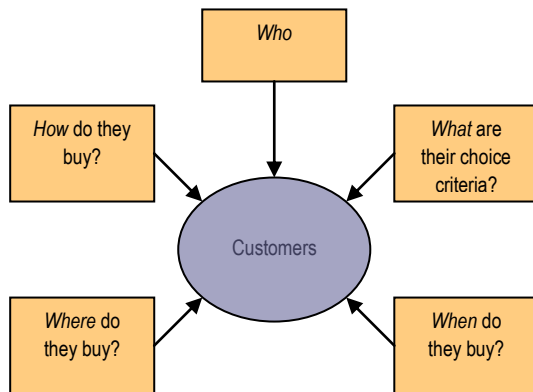 Who
How do they
buy?
What are
their choice
criteria?
Customers
Where do
they buy?
When do
they buy?